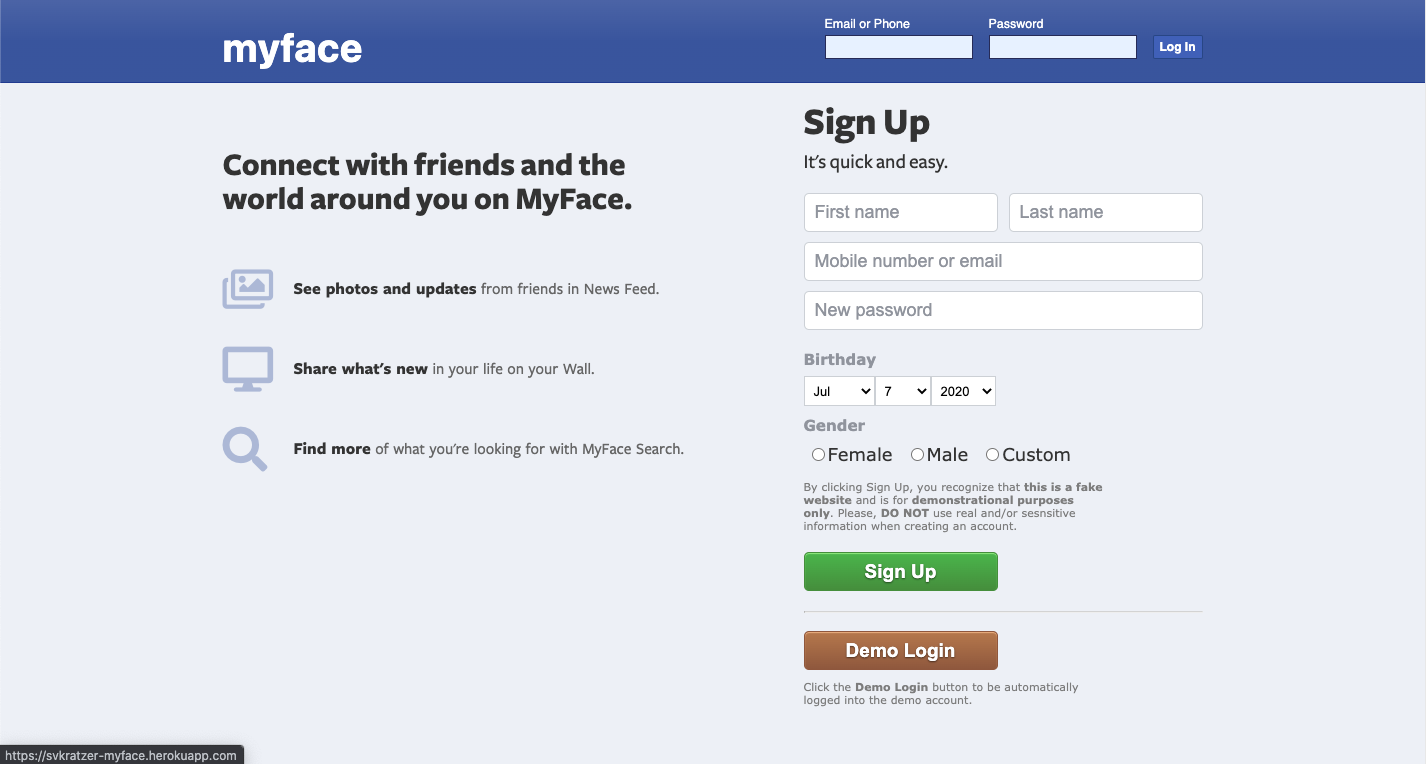 myface
Email or Phone
Password
Log In
Connect with friends and the
world around you on MyFace.
See photos and updates from friends in News Feed.
Share what's new in your life on your Wall.
Find more of what you're looking for with MyFace Search.
Sign Up
It's quick and easy.
First name
Last name
Mobile number or email
New password
Birthday
Jul 7 2020
Gender
Female Male Custom
By clicking Sign Up, you recognize that this is a fake
website and is for demonstrational purposes
only. Please, DO NOT use real and/or sesnsitive
information when creating an account.
Sign Up
Demo Login
Click the Demo Login button to be automatically
logged into the demo account.
https://svkratzer-myface.herokuapp.com